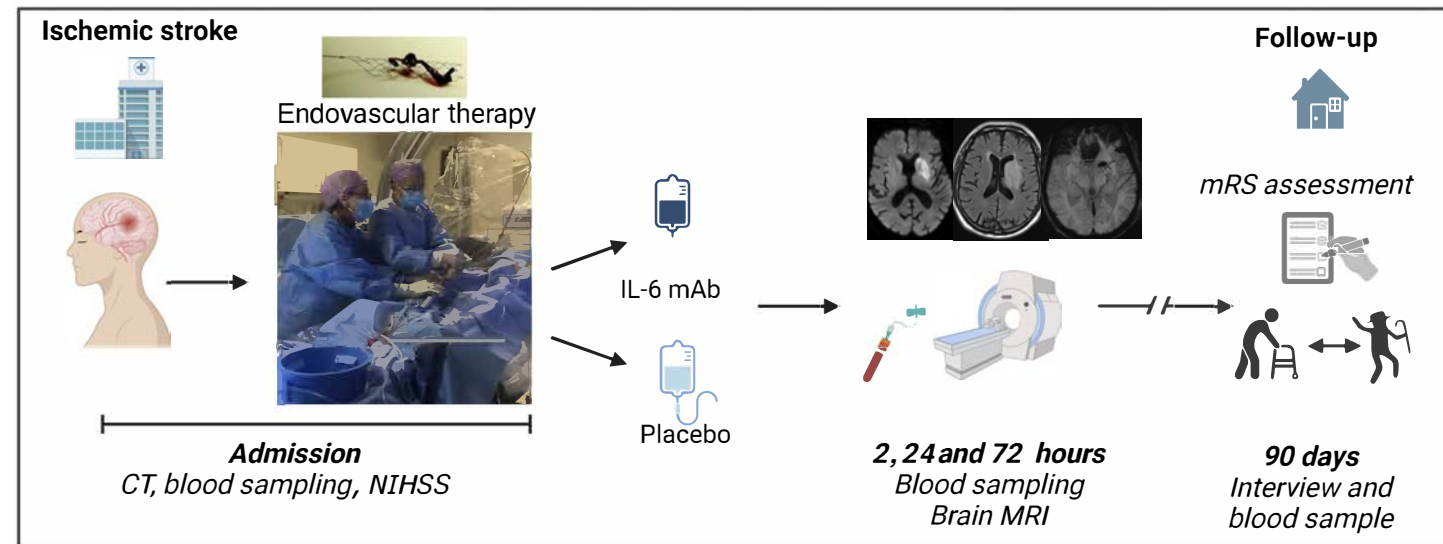 Ischemic stroke
Endovascular therapy
Admission
CT, blood sampling, NIHSS
IL-6 mAb
Placebo
2, 24 and 72 hours
Blood sampling
Brain MRI
Follow-up
mRS assessment
90 days
Interview and
blood sample